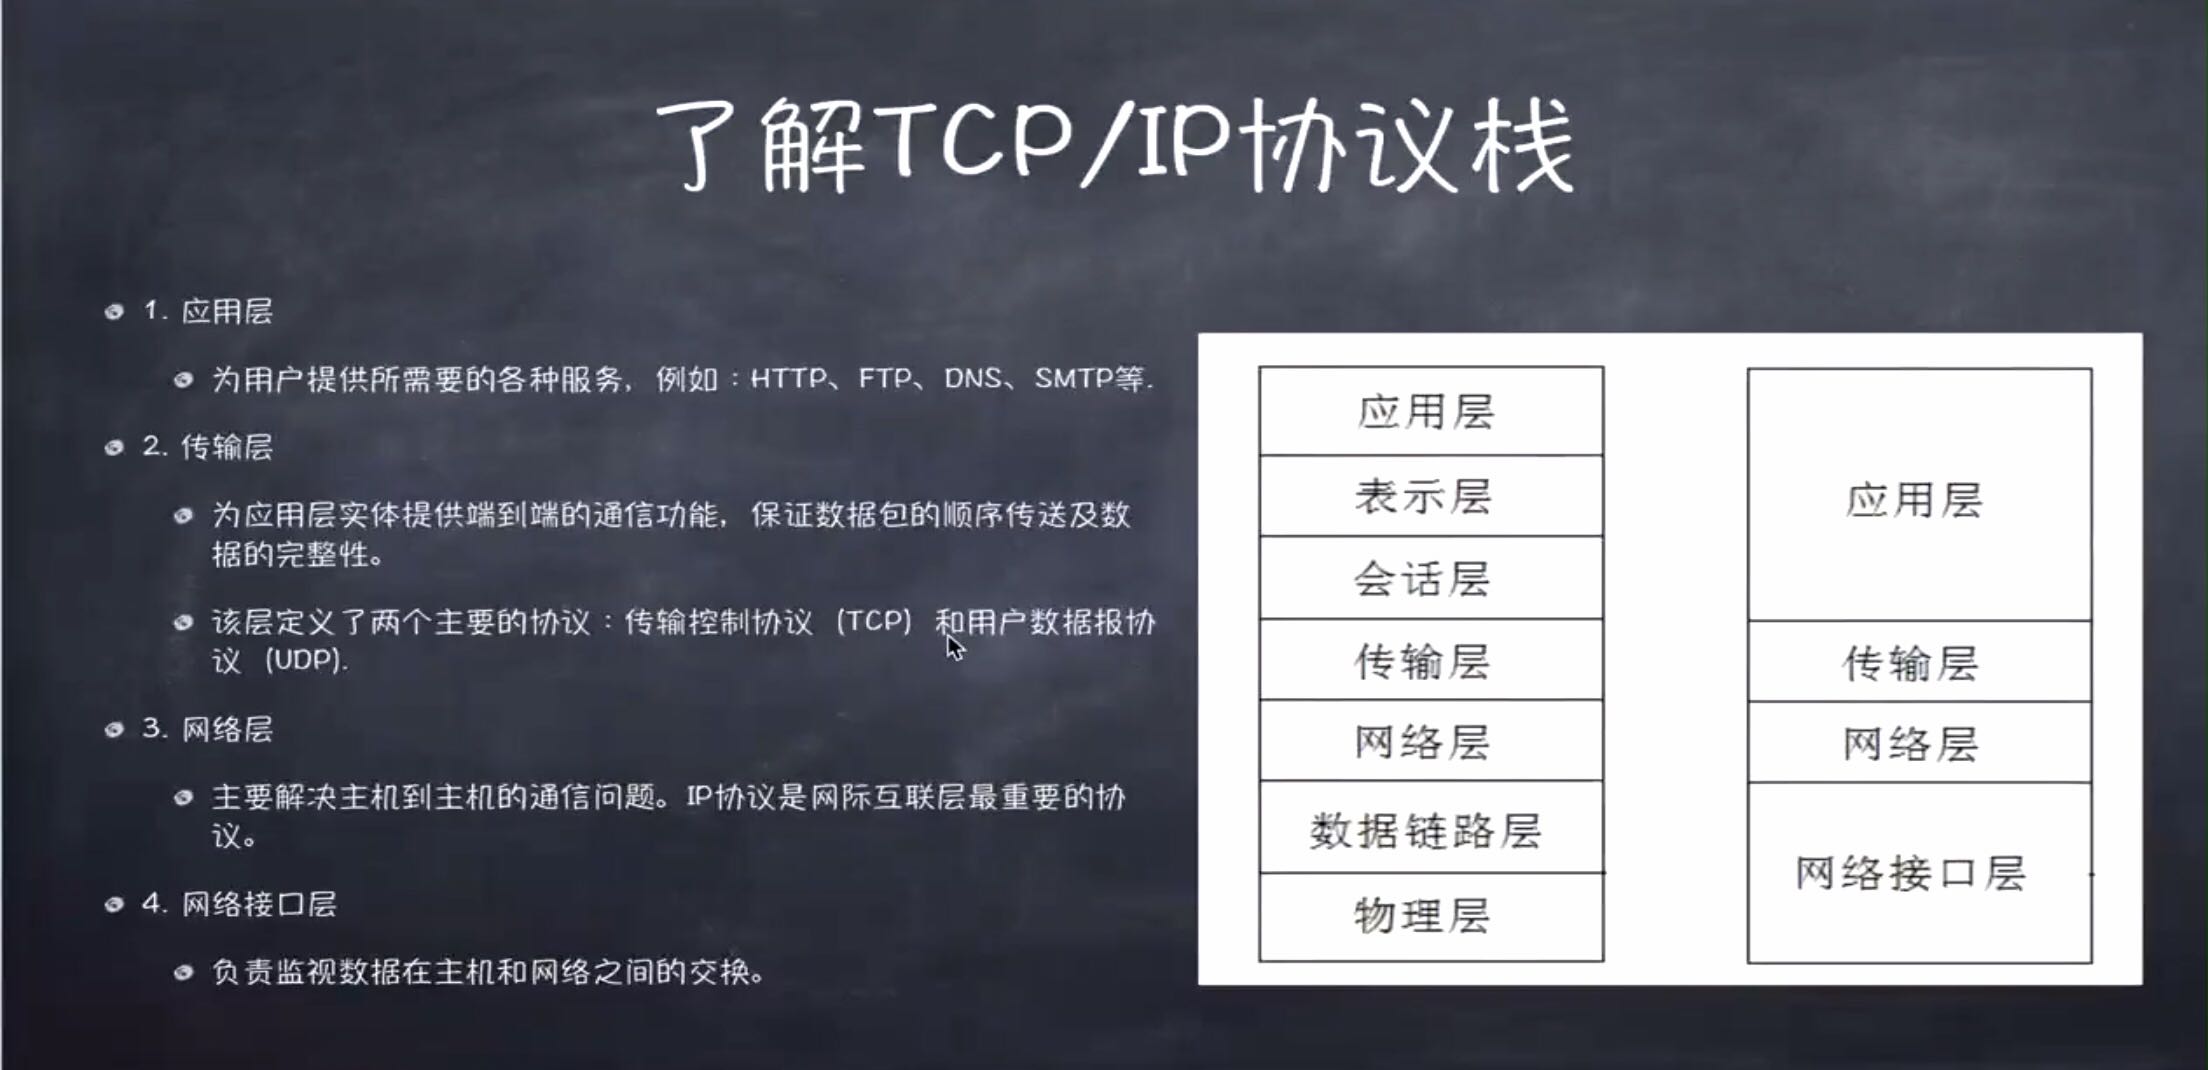 了解TCP/IP协议栈
1. 应用层
为用户提供所需要的各种服务，例如：HTTP、FTP、DNS、SMTP等.
2. 传输层
为应用层实体提供端到端的通信功能，保证数据包的顺序传送及数
据的完整性。
该层定义了两个主要的协议：传输控制协议（TCP）和用户数据报协
议（UDP).
3. 网络层
主要解决主机到主机的通信问题。IP协议是网际互联层最重要的协
议。
4. 网络接口层
负责监视数据在主机和网络之间的交换。
应用层
表示层
会话层
传输层
网络层
数据链路层
物理层
应用层
传输层
网络层
网络接口层